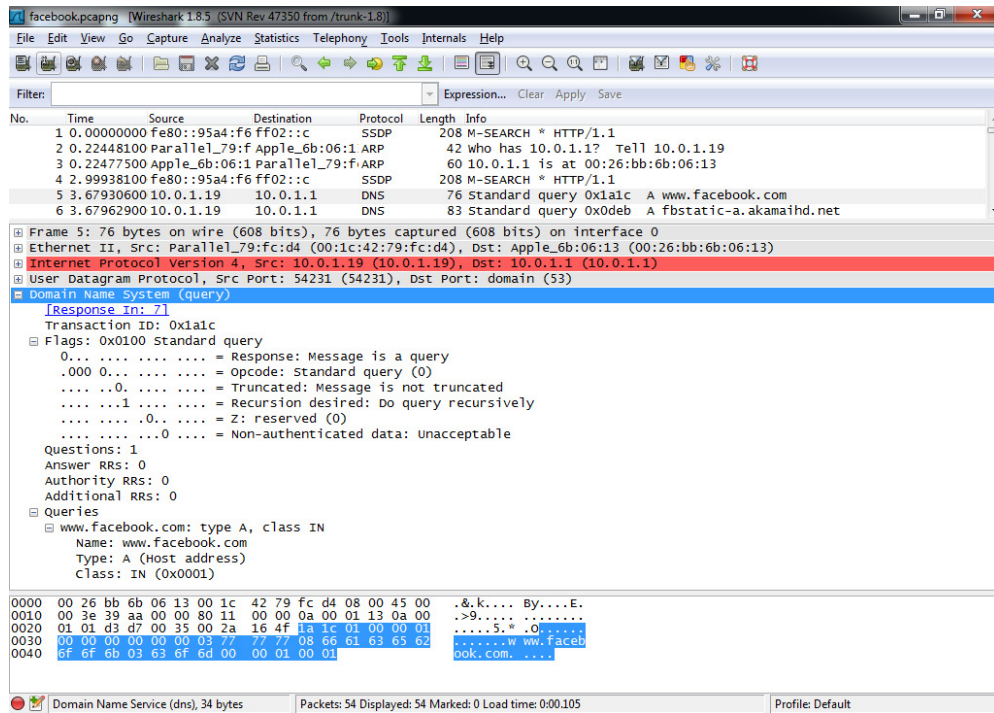 facebook.pcapng [Wireshark 1.8.5 (SVN Rev 47350 from /trunk-1.8)]
File Edit View Go Capture Analyze Statistics Telephony Tools Internals Help
Filter: Expression... Clear Apply Save
No. Time Source Destination Protocol Length Info
1 0.00000000 fe80::95a4:f6 ff02::c SSDP 208 M-SEARCH * HTTP/1.1
2 0.22448100 Parallel_79:f Apple_6b:06:1 ARP 42 who has 10.0.1.1? Tell 10.0.1.19
3 0.22477500 Apple_6b:06:1 Parallel_79:f ARP 60 10.0.1.1 is at 00:26:bb:6b:06:13
4 2.99938100 fe80::95a4:f6 ff02::c SSDP 208 M-SEARCH * HTTP/1.1
5 3.67930600 10.0.1.19 10.0.1.1 DNS 76 Standard query 0x1a1c A www.facebook.com
6 3.67962900 10.0.1.19 10.0.1.1 DNS 83 Standard query 0x0deb A fbstatic-a.akamaihd.net
Frame 5: 76 bytes on wire (608 bits), 76 bytes captured (608 bits) on interface 0
Ethernet II, Src: Parallel_79:fc:d4 (00:1c:42:79:fc:d4), Dst: Apple_6b:06:13 (00:26:bb:6b:06:13)
Internet Protocol Version 4, Src: 10.0.1.19 (10.0.1.19), Dst: 10.0.1.1 (10.0.1.1)
User Datagram Protocol, Src Port: 54231 (54231), Dst Port: domain (53)
Domain Name System (query)
[Response In: 7]
Transaction ID: 0x1a1c
Flags: 0x0100 Standard query
0... .... .... .... = Response: Message is a query
.000 0... .... .... = Opcode: Standard query (0)
.... ..0. .... .... = Truncated: Message is not truncated
.... ...1 .... .... = Recursion desired: Do query recursively
.... .... .0.. .... = Z: reserved (0)
.... .... ...0 .... = Non-authenticated data: Unacceptable
Questions: 1
Answer RRs: 0
Authority RRs: 0
Additional RRs: 0
Queries
www.facebook.com: type A, class IN
Name: www.facebook.com
Type: A (Host address)
Class: IN (0x0001)
0000 00 26 bb 6b 06 13 00 1c 42 79 fc d4 08 00 45 00 .&.k.... By....E.
0010 00 3e 39 aa 00 00 80 11 00 00 0a 00 01 13 0a 00 .>9..... ........
0020 01 01 d3 d7 00 35 00 2a 16 4f 1a 1c 01 00 00 01 .....5.* .O......
0030 00 00 00 00 00 00 03 77 77 77 08 66 61 63 65 62 .......w ww.faceb
0040 6f 6f 6b 03 63 6f 6d 00 00 01 00 01 ook.com. ....
Domain Name Service (dns), 34 bytes Packets: 54 Displayed: 54 Marked: 0 Load time: 0:00.105 Profile: Default